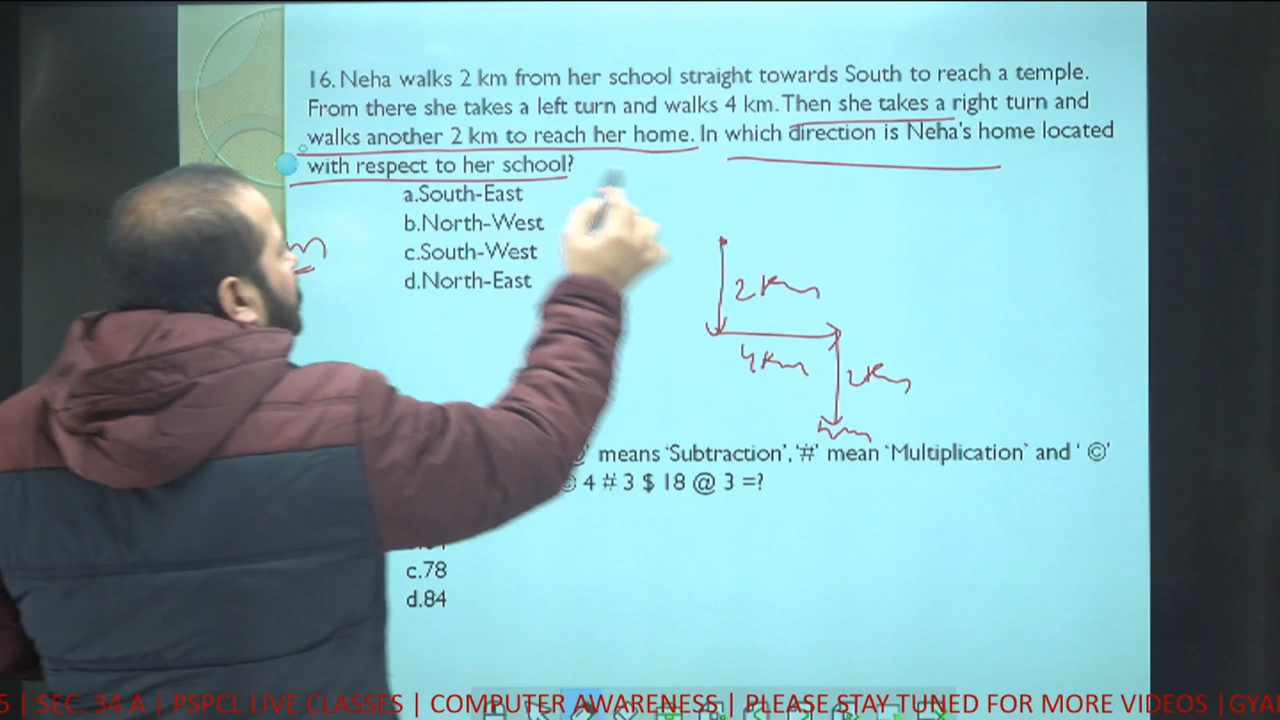 16. Neha walks 2 km from her school straight towards South to reach a temple.
From there she takes a left turn and walks 4 km. Then she takes a right turn and
walks another 2 km to reach her home. In which direction is Neha's home located
with respect to her school?
a.South-East
b.North-West
c.South-West
d.North-East
2 Km
4 Km
2 Km
means 'Subtraction', '#' mean `Multiplication` and ' ©'
4 # 3 $ 18 @ 3 =?
c.78
d.84
5 | SEC. 34 A | PSPCL LIVE CLASSES | COMPUTER AWARENESS | PLEASE STAY TUNED FOR MORE VIDEOS |GYA